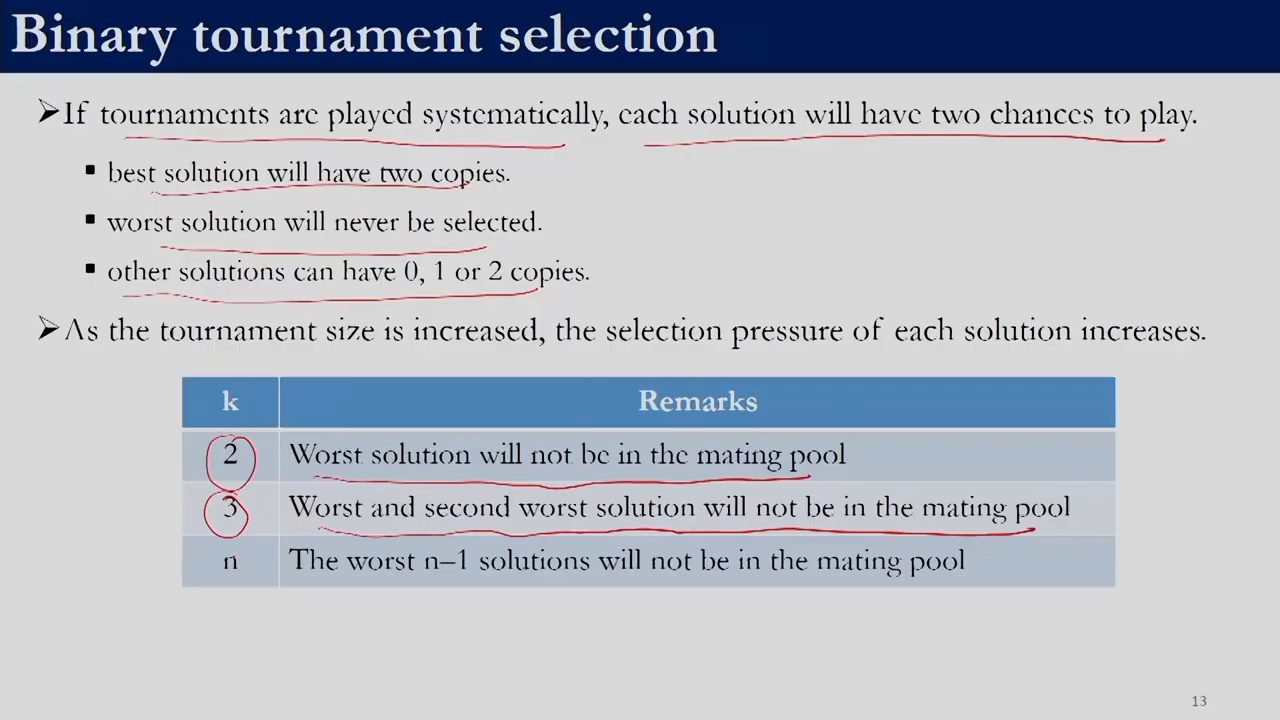 Binary tournament selection
➢If tournaments are played systematically, each solution will have two chances to play.
▪ best solution will have two copies.
▪ worst solution will never be selected.
▪ other solutions can have 0, 1 or 2 copies.
➢As the tournament size is increased, the selection pressure of each solution increases.
k Remarks
2 Worst solution will not be in the mating pool
3 Worst and second worst solution will not be in the mating pool
n The worst n–1 solutions will not be in the mating pool
13